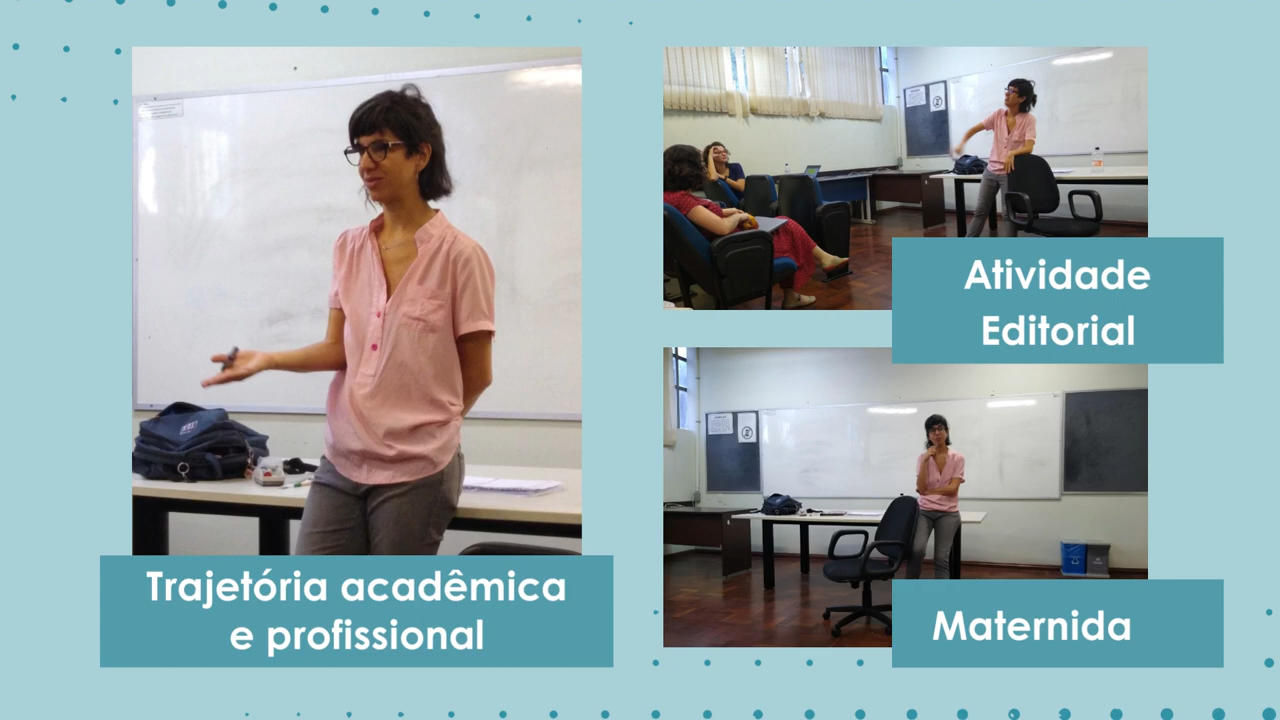 Atividade
Editorial
Trajetória acadêmica
e profissional
Maternida